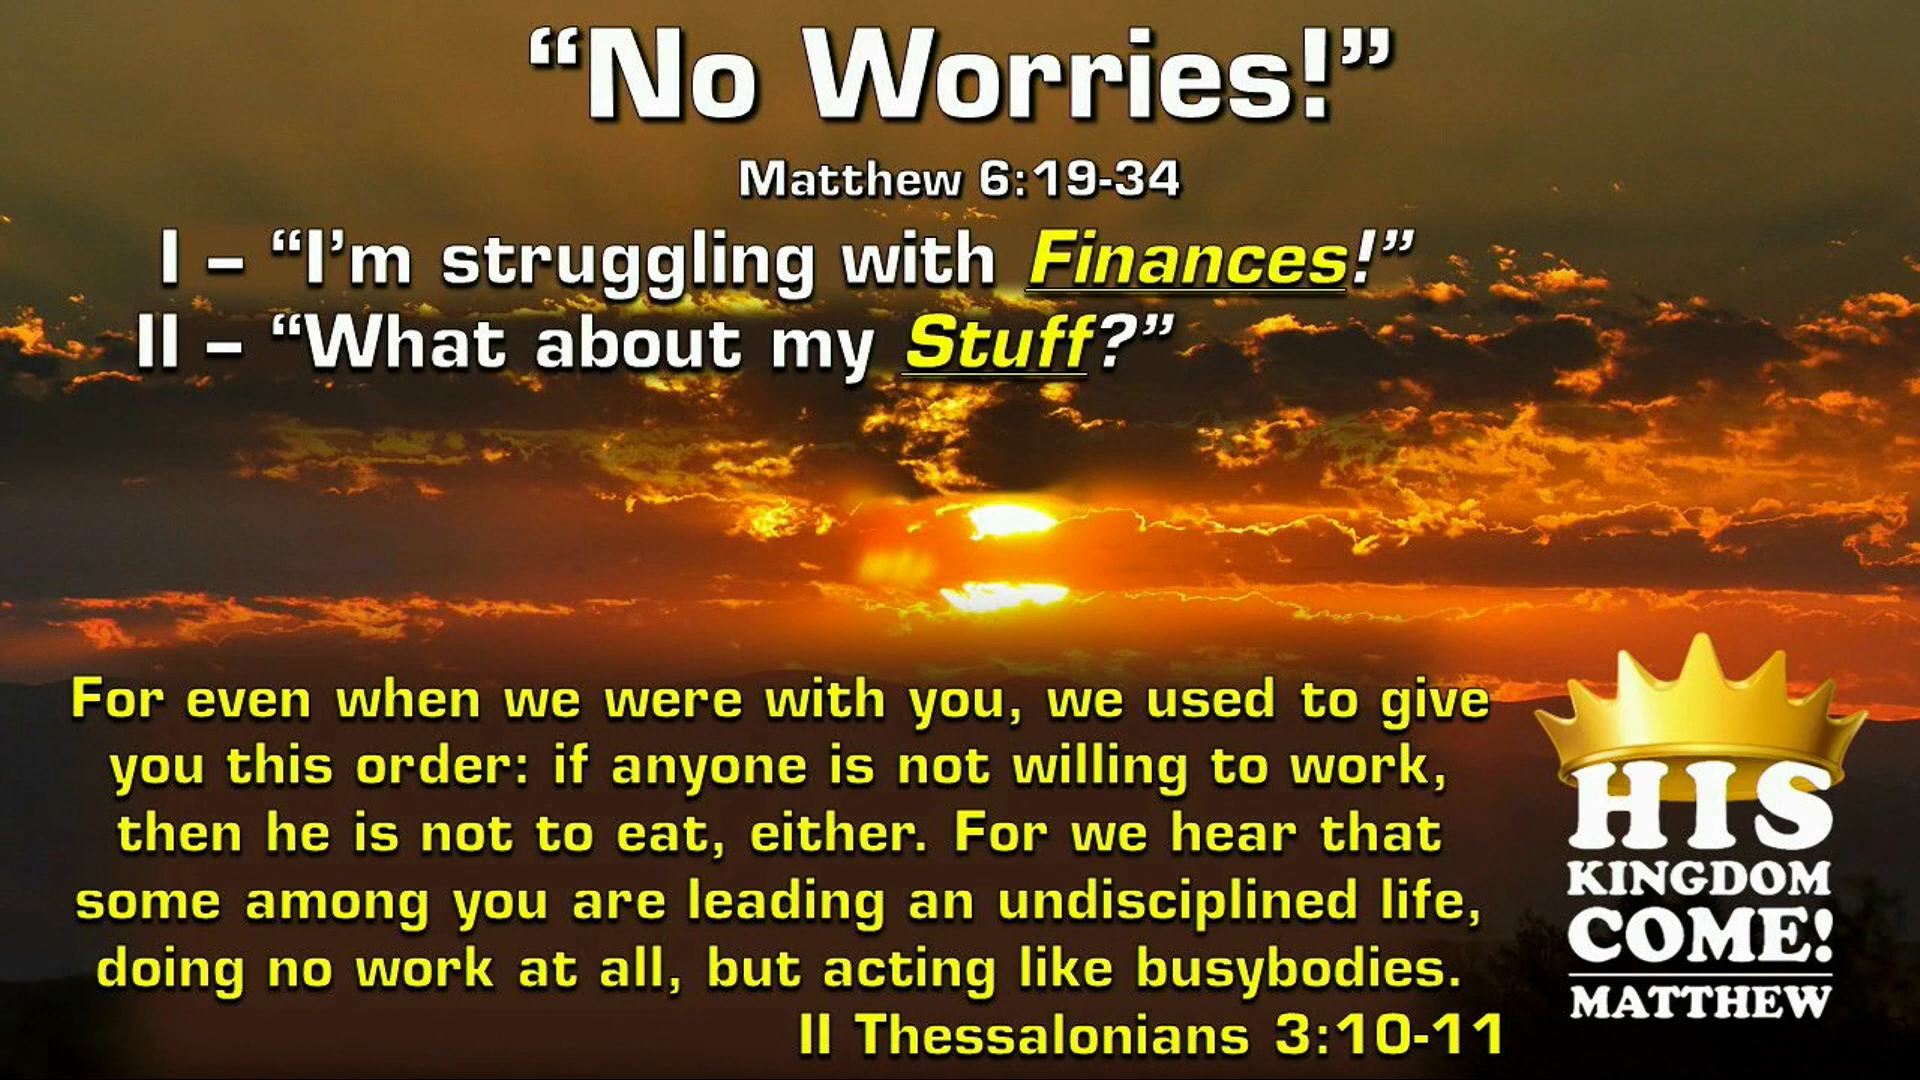 “No Worries!”
Matthew 6:19-34
I – “I’m struggling with Finances!”
II – “What about my Stuff?”
For even when we were with you, we used to give
you this order: if anyone is not willing to work,
then he is not to eat, either. For we hear that
some among you are leading an undisciplined life,
doing no work at all, but acting like busybodies.
II Thessalonians 3:10-11
HIS
KINGDOM
COME!
MATTHEW